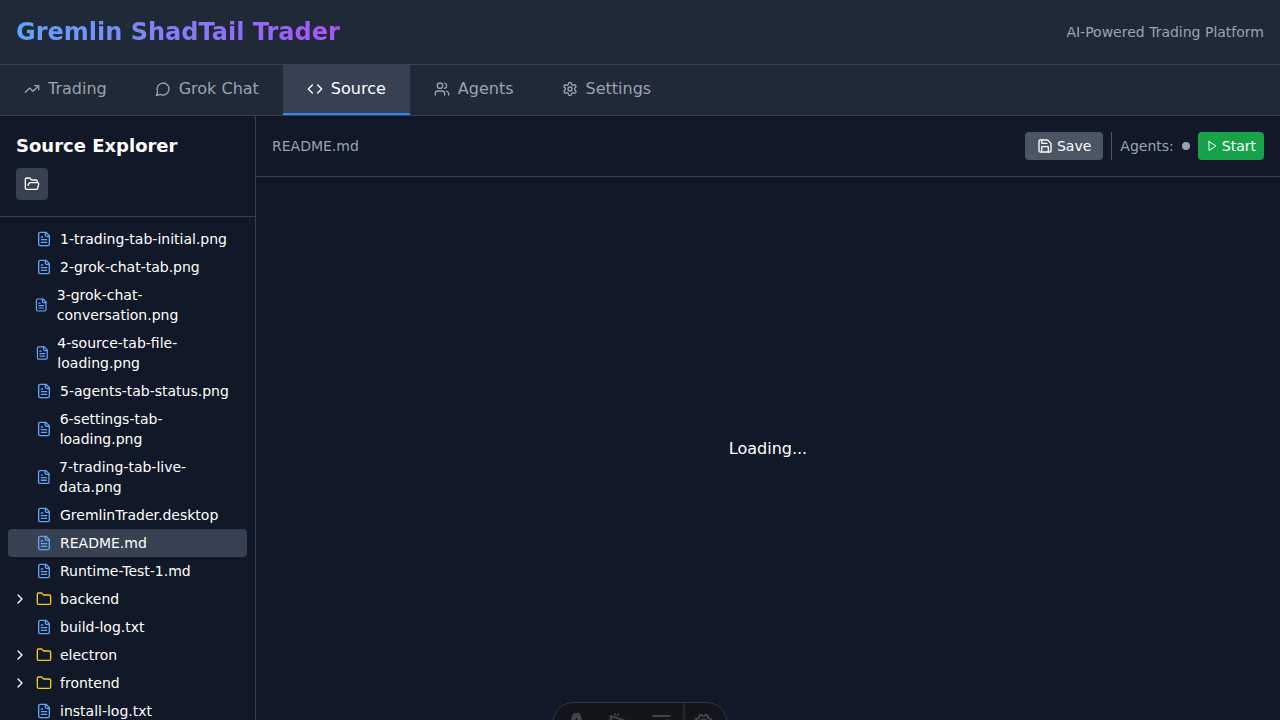 Gremlin ShadTail Trader
AI-Powered Trading Platform
Trading
Grok Chat
Source
Agents
Settings
Source Explorer
README.md
Save
Agents:
Start
1-trading-tab-initial.png
2-grok-chat-tab.png
3-grok-chat-
conversation.png
4-source-tab-file-
loading.png
5-agents-tab-status.png
6-settings-tab-
loading.png
7-trading-tab-live-
data.png
GremlinTrader.desktop
README.md
Runtime-Test-1.md
backend
build-log.txt
electron
frontend
install-log.txt
Loading...